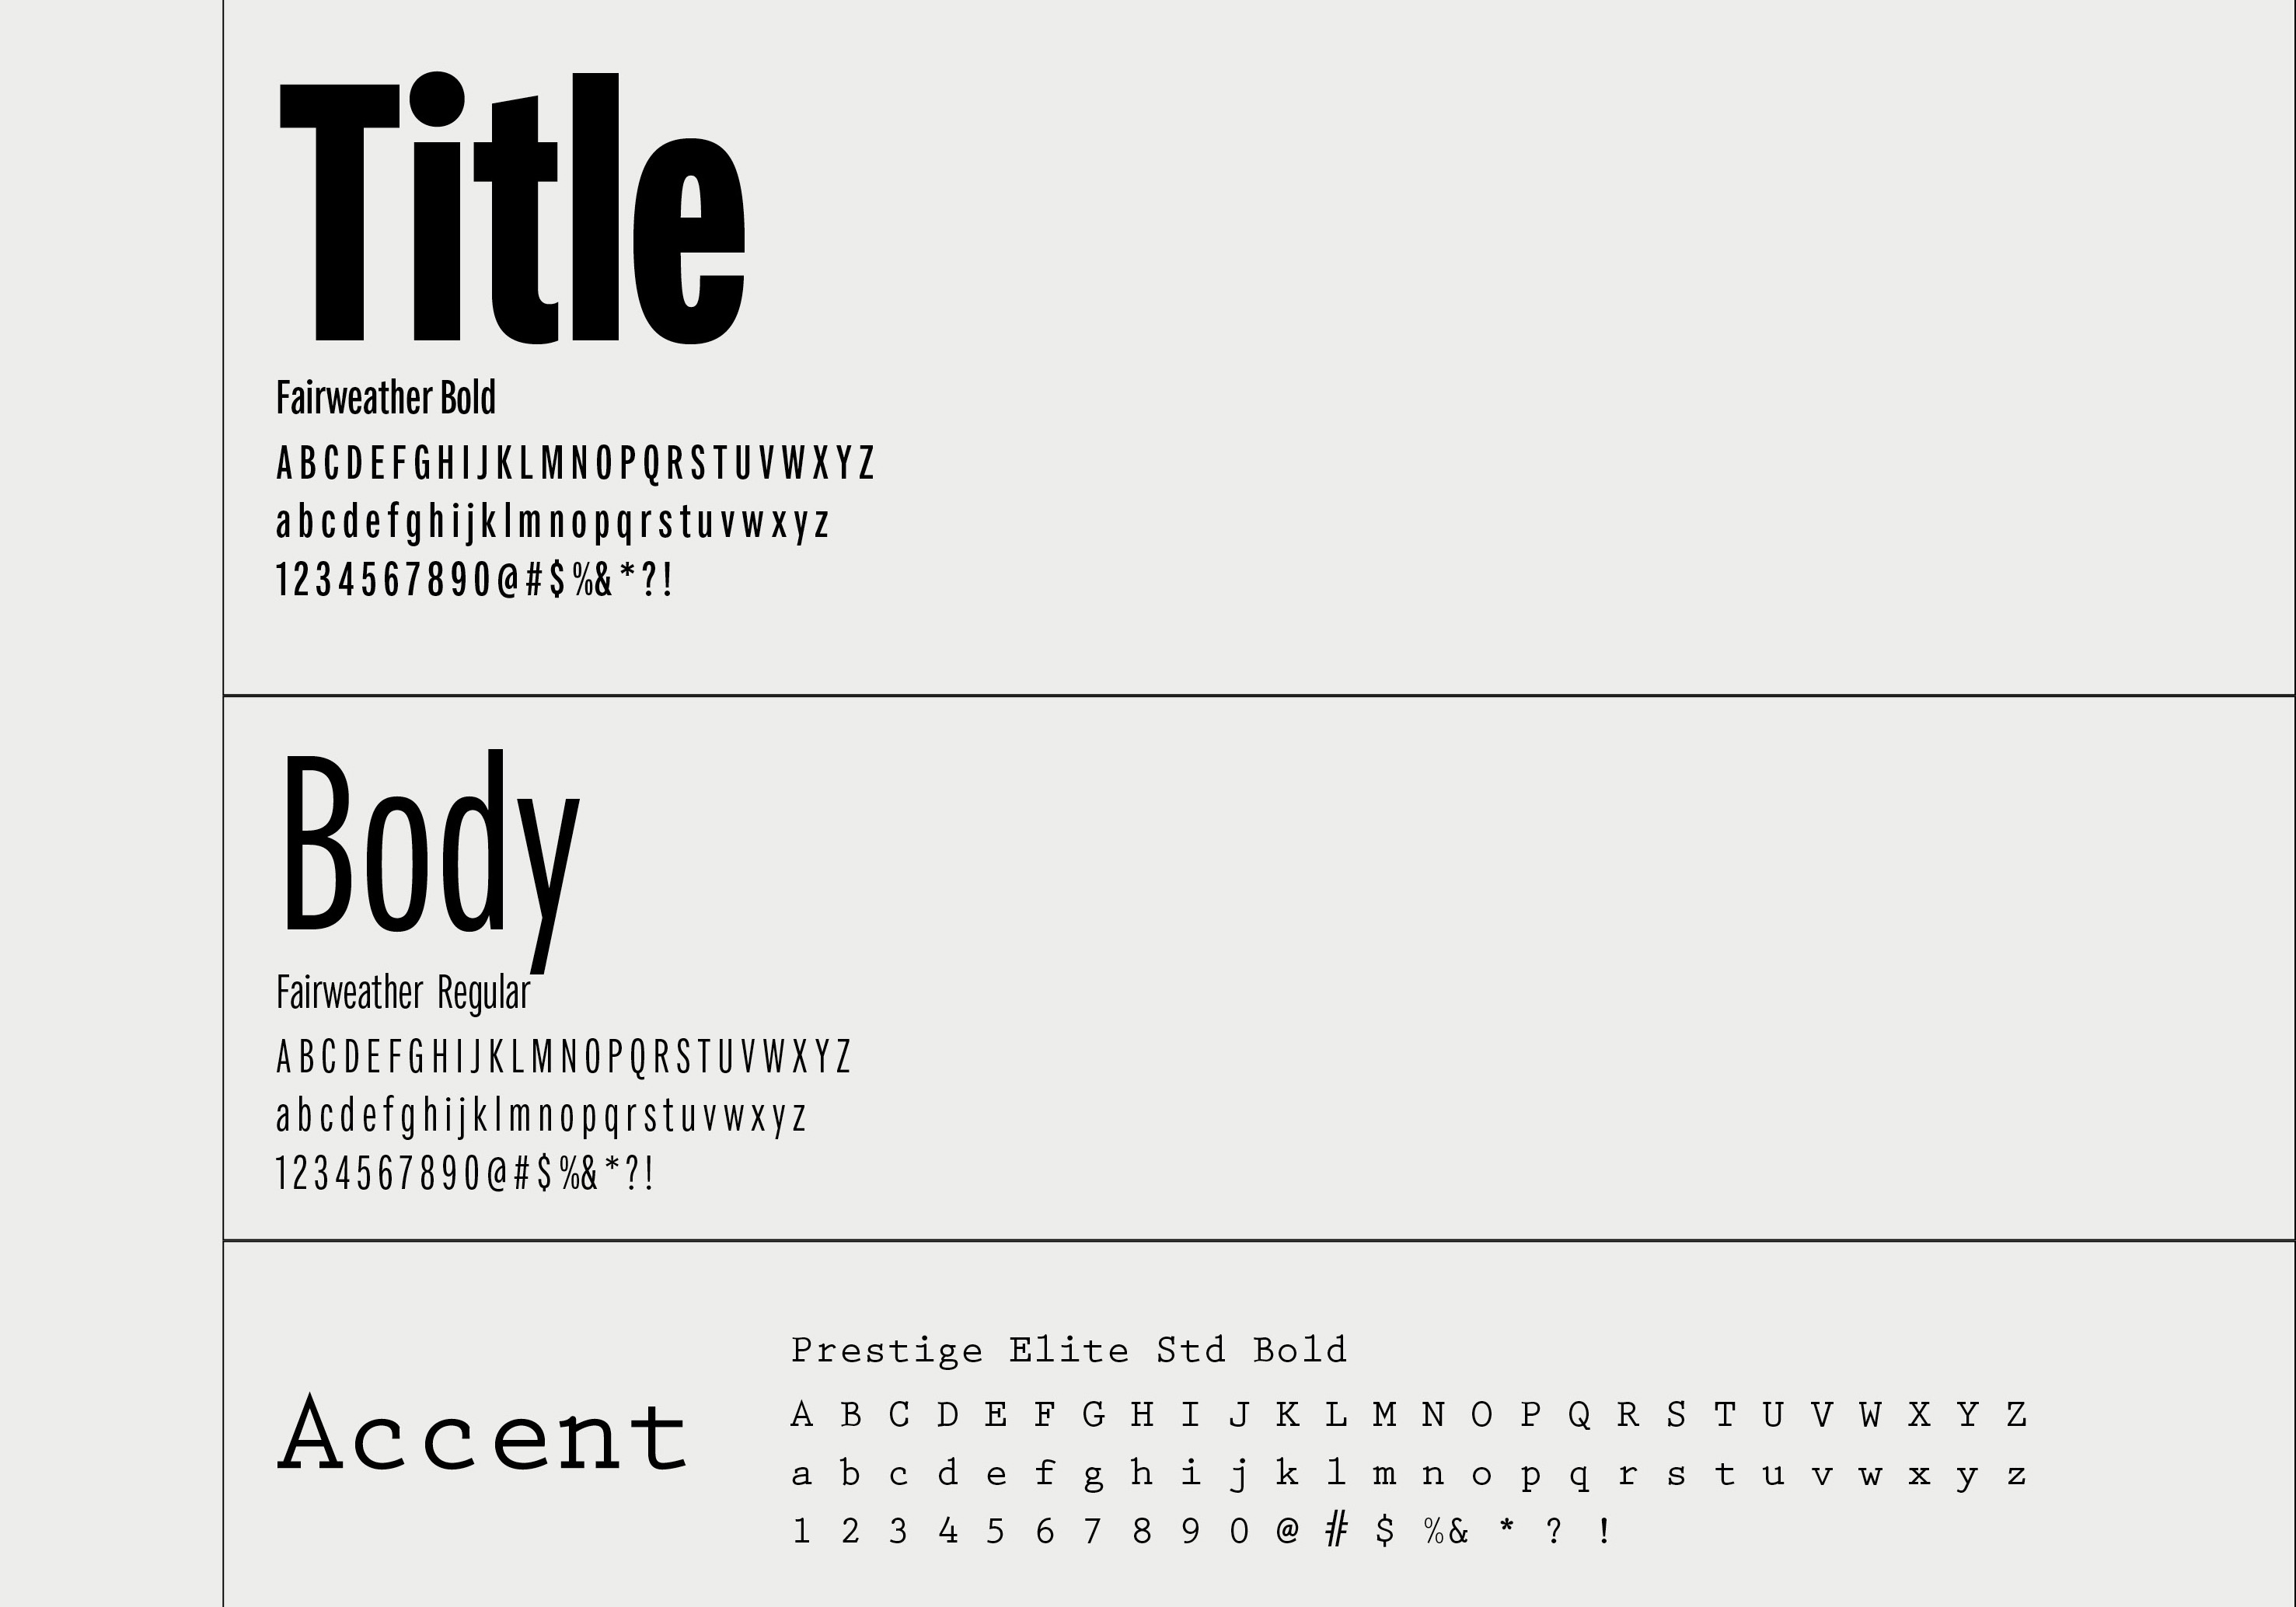 Title
Fairweather Bold
A B C D E F G H I J K L M N O P Q R S T U V W X Y Z
a b c d e f g h i j k l m n o p q r s t u v w x y z
1 2 3 4 5 6 7 8 9 0 @ # $ %& * ? !
Body
Fairweather Regular
A B C D E F G H I J K L M N O P Q R S T U V W X Y Z
a b c d e f g h i j k l m n o p q r s t u v w x y z
1 2 3 4 5 6 7 8 9 0 @ # $ %& * ? !
Accent
Prestige Elite Std Bold
A B C D E F G H I J K L M N O P Q R S T U V W X Y Z
a b c d e f g h i j k l m n o p q r s t u v w x y z
1 2 3 4 5 6 7 8 9 0 @ # $ %& * ? !